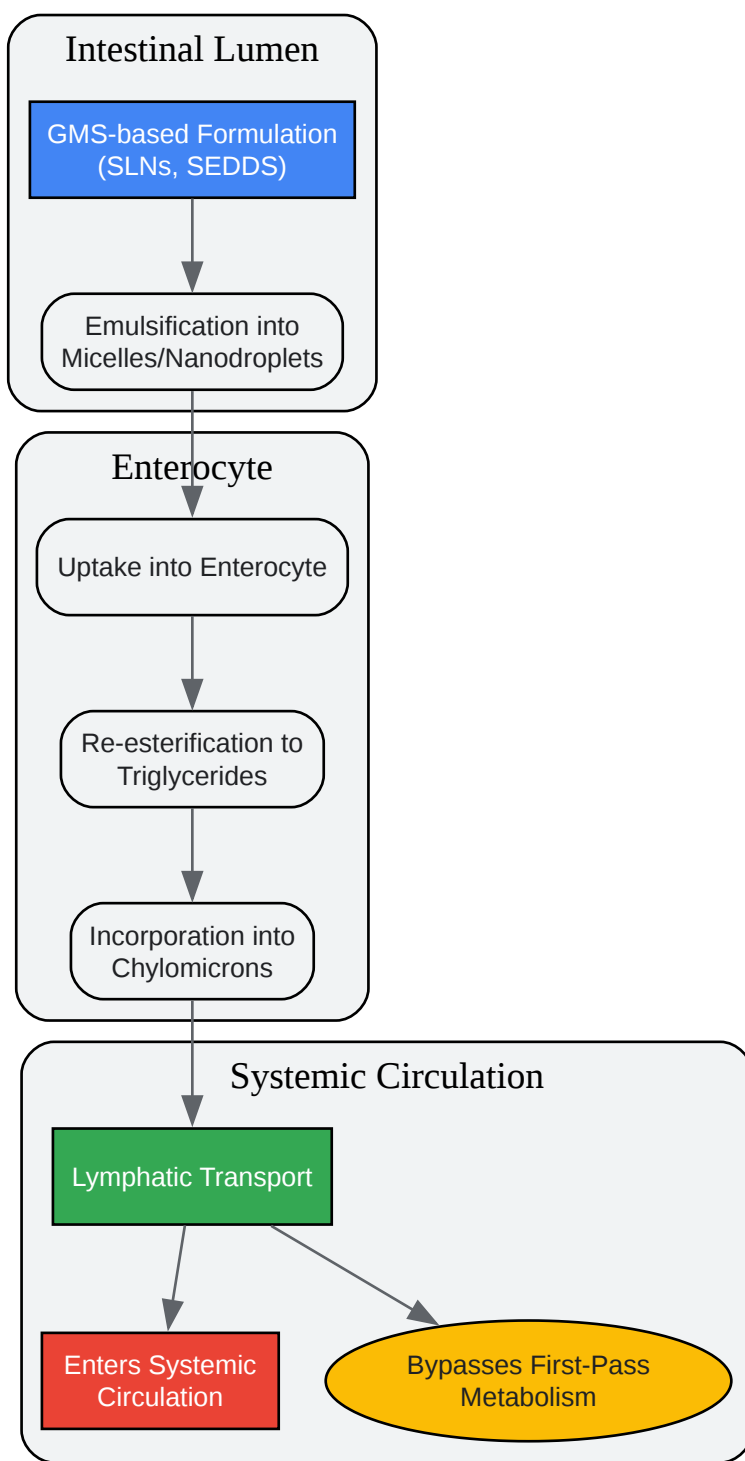 Intestinal Lumen
GMS-based Formulation
(SLNs, SEDDS)
Emulsification into
Micelles/Nanodroplets
Enterocyte
Uptake into Enterocyte
Re-esterification to
Triglycerides
Incorporation into
Chylomicrons
Systemic Circulation
Lymphatic Transport
Enters Systemic
Circulation
Bypasses First-Pass
Metabolism